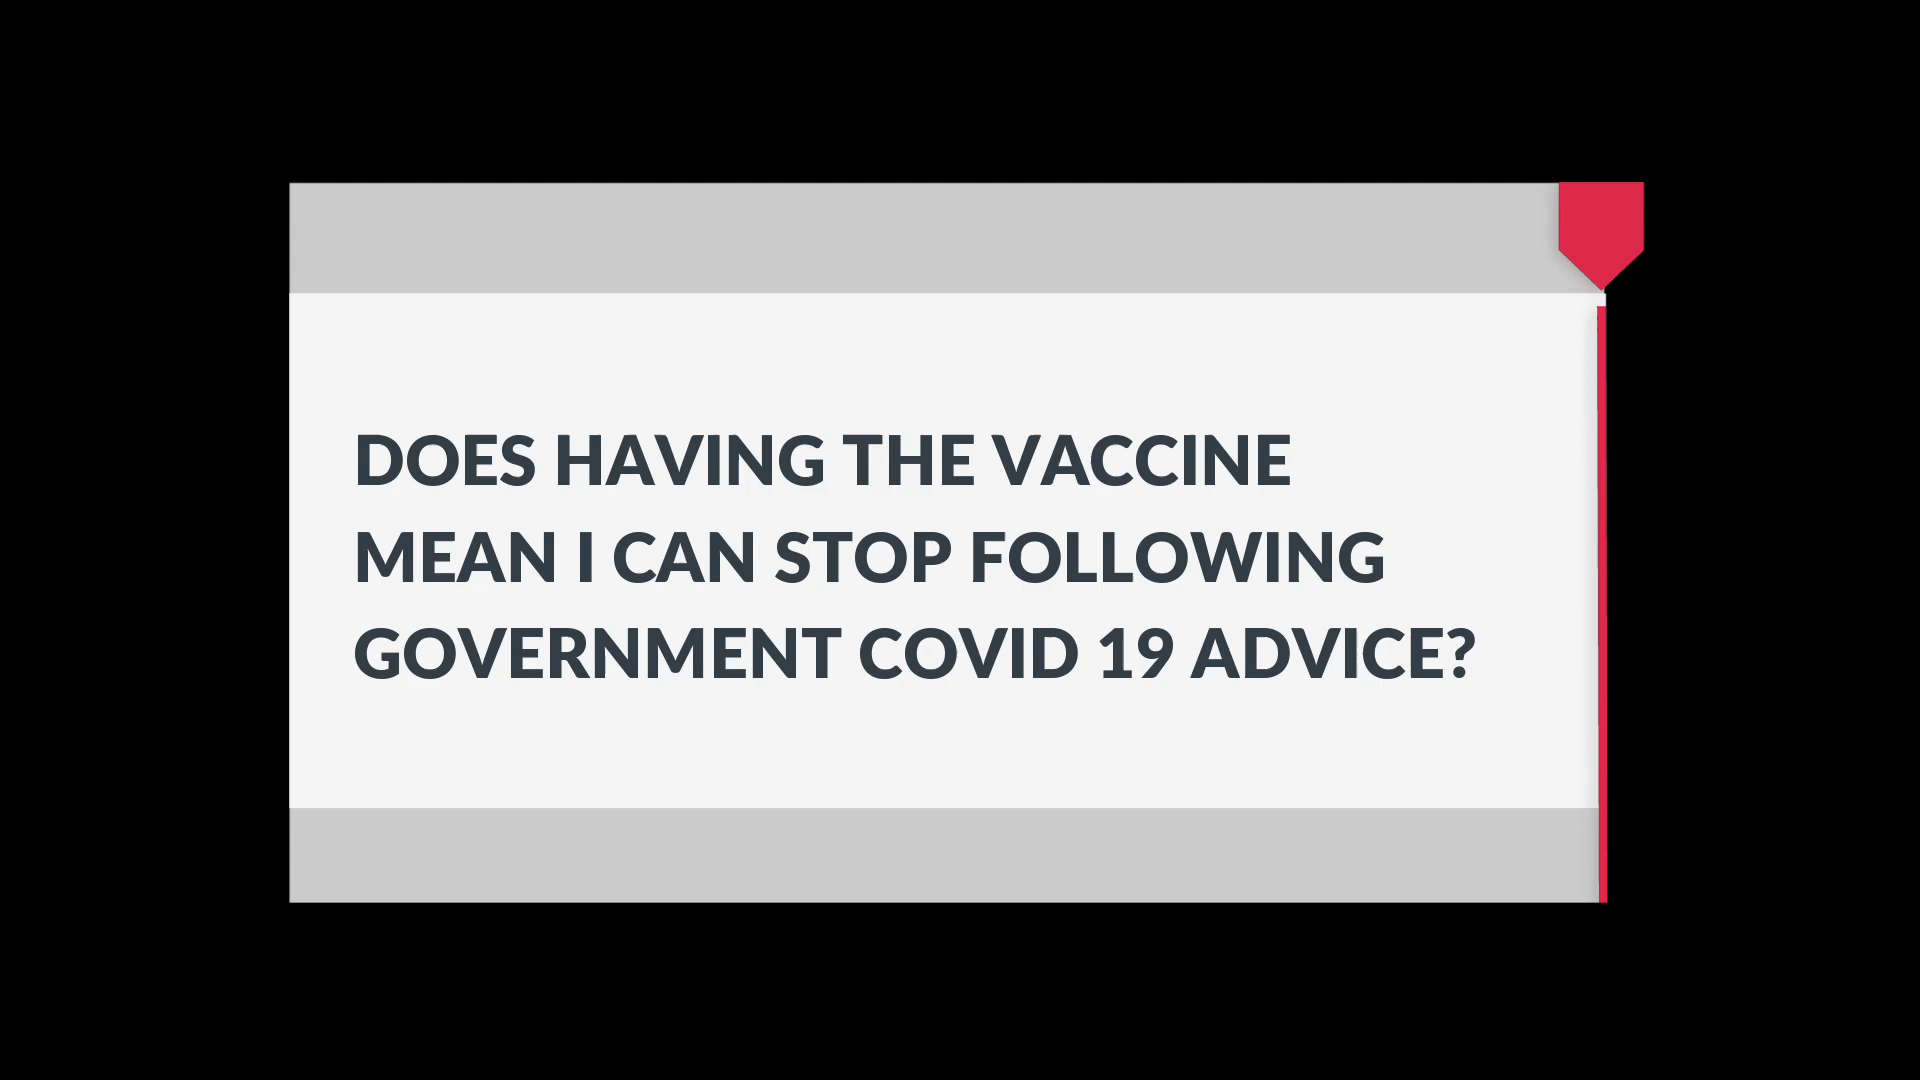 DOES HAVING THE VACCINE
MEAN I CAN STOP FOLLOWING
GOVERNMENT COVID 19 ADVICE?